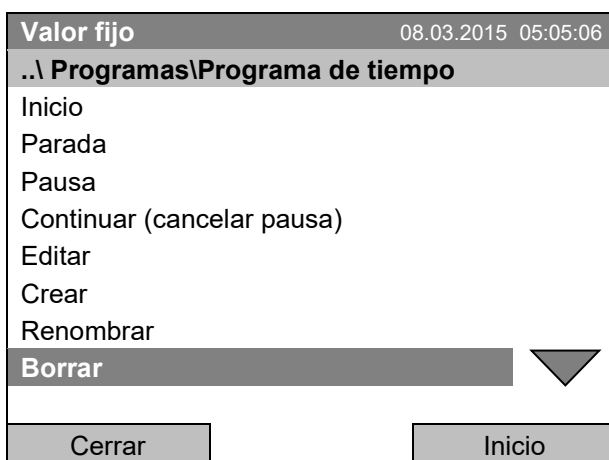 Valor fijo 08.03.2015 05:05:06
..\ Programas\Programa de tiempo
Inicio
Parada
Pausa
Continuar (cancelar pausa)
Editar
Crear
Renombrar
Borrar
Cerrar Inicio